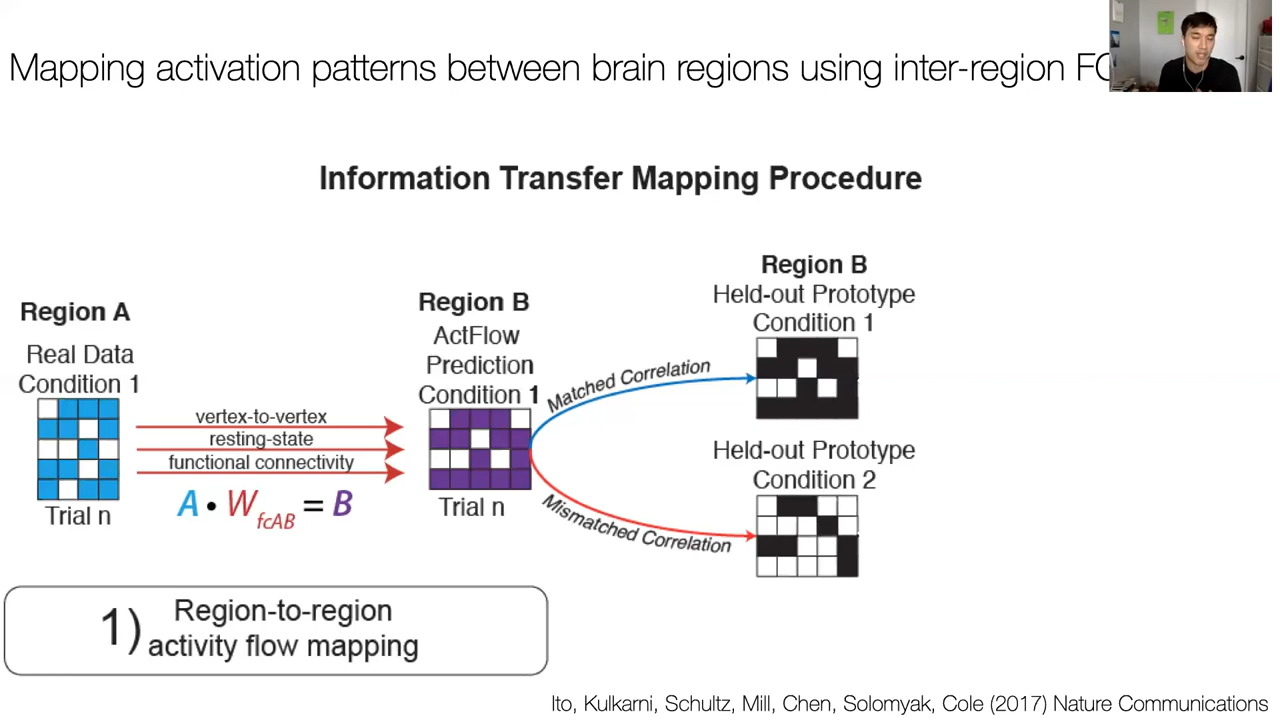 Mapping activation patterns between brain regions using inter-region FC
Information Transfer Mapping Procedure
Region A
Real Data
Condition 1
Trial n
vertex-to-vertex
resting-state
functional connectivity
A • WfcAB = B
Region B
ActFlow
Prediction
Condition 1
Trial n
Matched Correlation
Mismatched Correlation
Region B
Held-out Prototype
Condition 1
Held-out Prototype
Condition 2
1) Region-to-region
activity flow mapping
Ito, Kulkarni, Schultz, Mill, Chen, Solomyak, Cole (2017) Nature Communications